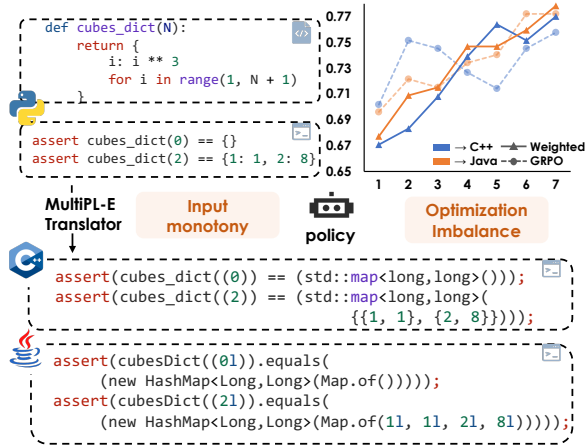 def cubes_dict(N):
return {
i: i ** 3
for i in range(1, N + 1)
}
assert cubes_dict(0) == {}
assert cubes_dict(2) == {1: 1, 2: 8}
0.77
0.75
0.73
0.71
0.69
0.67
0.65
1 2 3 4 5 6 7
→ C++ Weighted
→ Java GRPO
MultiPL-E
Translator
Input
monotony
policy
Optimization
Imbalance
C++
assert(cubes_dict((0)) == (std::map<long,long>()));
assert(cubes_dict((2)) == (std::map<long,long>(
{{1, 1}, {2, 8}})));
assert(cubesDict((0l)).equals(
(new HashMap<Long,Long>(Map.of()))));
assert(cubesDict((2l)).equals(
(new HashMap<Long,Long>(Map.of(1l, 1l, 2l, 8l)))));